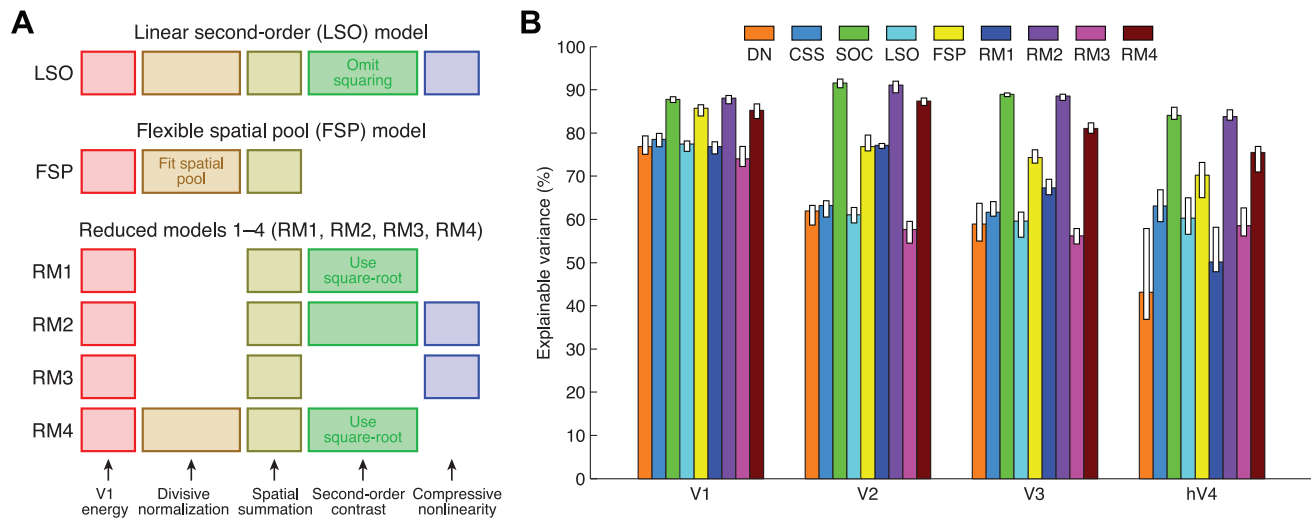 A
Linear second-order (LSO) model
LSO
Omit
squaring
Flexible spatial pool (FSP) model
FSP
Fit spatial
pool
Reduced models 1–4 (RM1, RM2, RM3, RM4)
RM1
Use
square-root
RM2
RM3
RM4
Use
square-root
V1
energy
Divisive
normalization
Spatial
summation
Second-order
contrast
Compressive
nonlinearity
B
DN CSS SOC LSO FSP RM1 RM2 RM3 RM4
Explainable variance (%)
100
90
80
70
60
50
40
30
20
10
0
V1 V2 V3 hV4